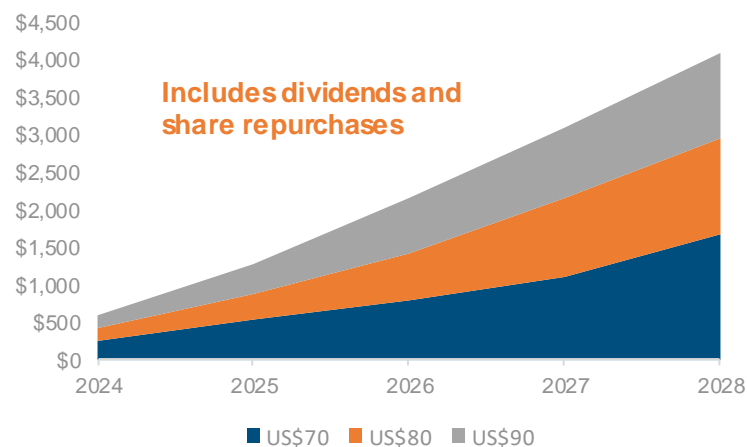 $4,500
$4,000
$3,500
$3,000
$2,500
$2,000
$1,500
$1,000
$500
$0
Includes dividends and
share repurchases
2024 2025 2026 2027 2028
US$70 US$80 US$90